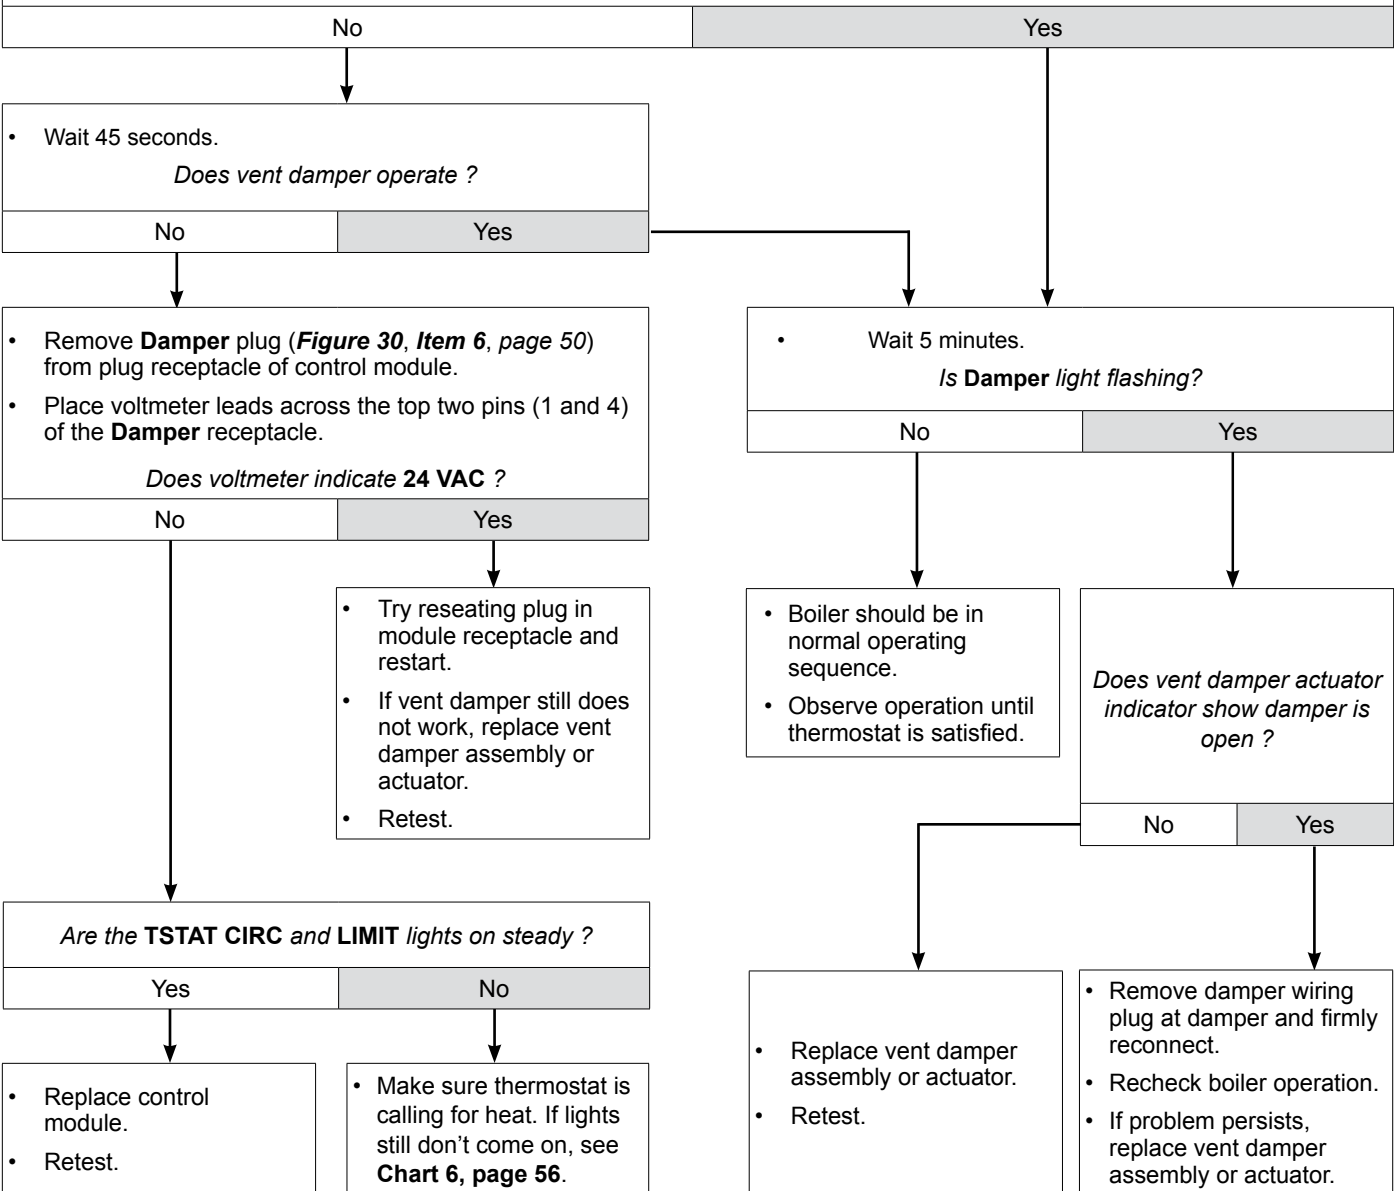 No
Yes
• Wait 45 seconds.
Does vent damper operate ?
No
Yes
• Remove Damper plug (Figure 30, Item 6, page 50)
from plug receptacle of control module.
• Place voltmeter leads across the top two pins (1 and 4)
of the Damper receptacle.
Does voltmeter indicate 24 VAC ?
No
Yes
• Wait 5 minutes.
Is Damper light flashing?
No
Yes
• Try reseating plug in
module receptacle and
restart.
• If vent damper still does
not work, replace vent
damper assembly or
actuator.
• Retest.
• Boiler should be in
normal operating
sequence.
• Observe operation until
thermostat is satisfied.
Does vent damper actuator
indicator show damper is
open ?
No
Yes
Are the TSTAT CIRC and LIMIT lights on steady ?
Yes
No
• Replace control
module.
• Retest.
• Make sure thermostat is
calling for heat. If lights
still don't come on, see
Chart 6, page 56.
• Replace vent damper
assembly or actuator.
• Retest.
• Remove damper wiring
plug at damper and firmly
reconnect.
• Recheck boiler operation.
• If problem persists,
replace vent damper
assembly or actuator.